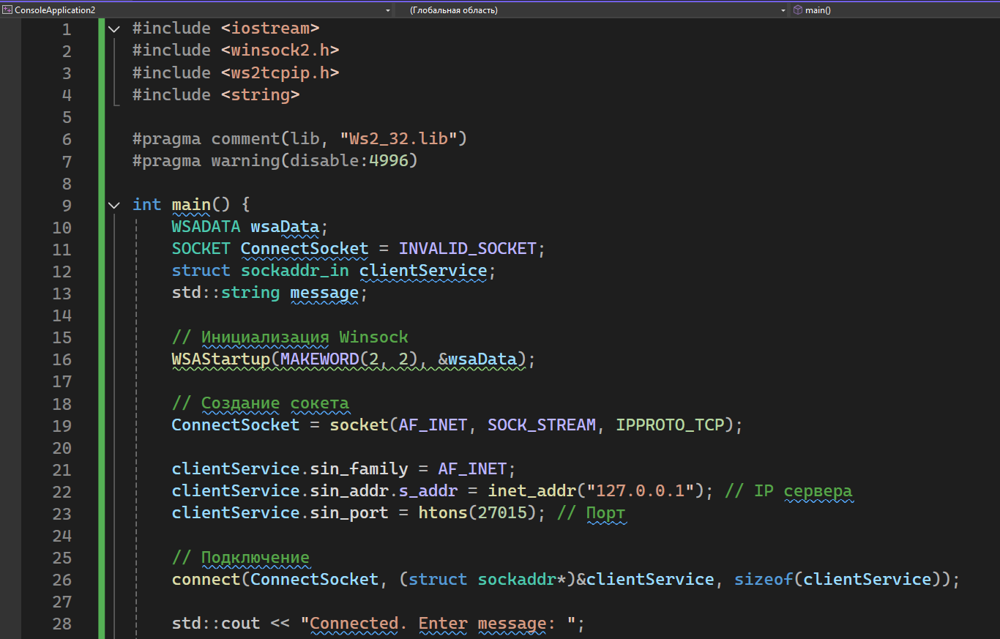 ConsoleApplication2 (Глобальная область) main()
1 #include <iostream>
2 #include <winsock2.h>
3 #include <ws2tcpip.h>
4 #include <string>
5
6 #pragma comment(lib, "Ws2_32.lib")
7 #pragma warning(disable:4996)
8
9 int main() {
10 WSADATA wsaData;
11 SOCKET ConnectSocket = INVALID_SOCKET;
12 struct sockaddr_in clientService;
13 std::string message;
14
15 // Инициализация Winsock
16 WSAStartup(MAKEWORD(2, 2), &wsaData);
17
18 // Создание сокета
19 ConnectSocket = socket(AF_INET, SOCK_STREAM, IPPROTO_TCP);
20
21 clientService.sin_family = AF_INET;
22 clientService.sin_addr.s_addr = inet_addr("127.0.0.1"); // IP сервера
23 clientService.sin_port = htons(27015); // Порт
24
25 // Подключение
26 connect(ConnectSocket, (struct sockaddr*)&clientService, sizeof(clientService));
27
28 std::cout << "Connected. Enter message: ";